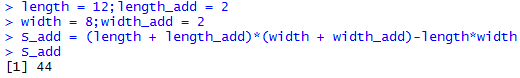 > length = 12;length_add = 2
> width = 8;width_add = 2
> S_add = (length + length_add)*(width + width_add)-length*width
> S_add
[1] 44